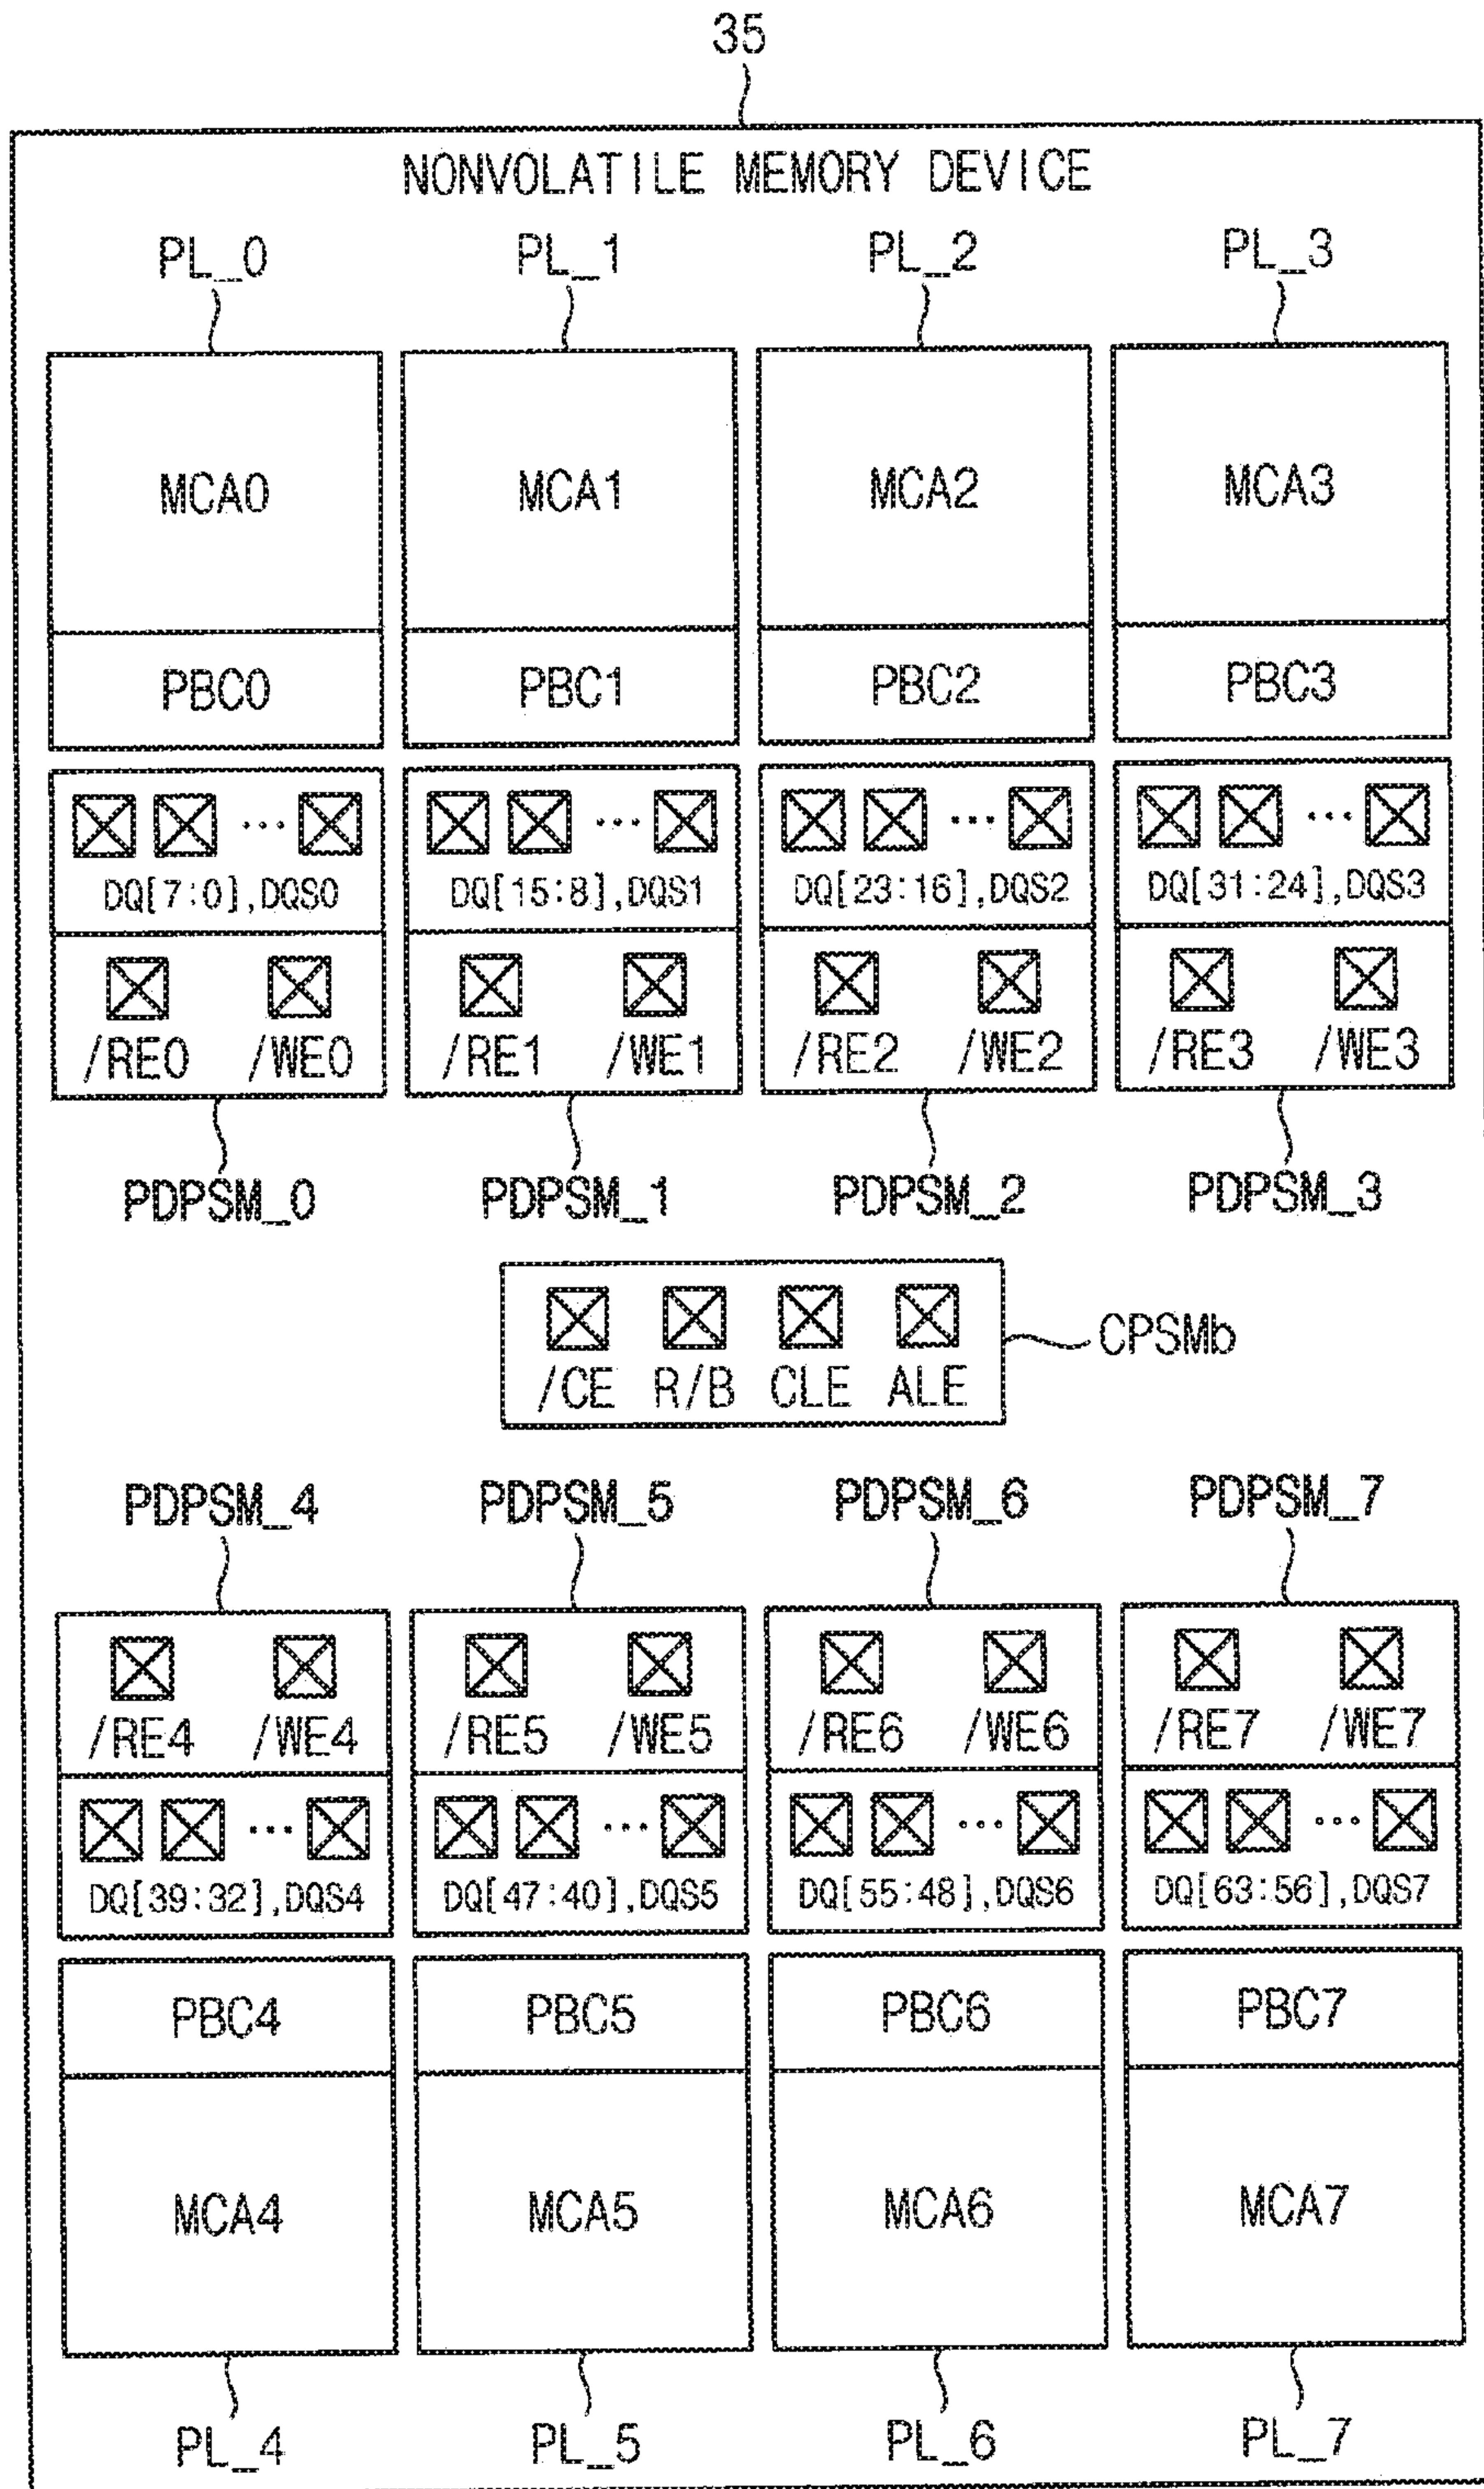 35
NONVOLATILE MEMORY DEVICE
PL_0 PL_1 PL_2 PL_3
MCA0 MCA1 MCA2 MCA3
PBC0 PBC1 PBC2 PBC3
DQ[7:0],DQS0 DQ[15:8],DQS1 DQ[23:16],DQS2 DQ[31:24],DQS3
/RE0 /WE0 /RE1 /WE1 /RE2 /WE2 /RE3 /WE3
PDPSM_0 PDPSM_1 PDPSM_2 PDPSM_3
CPSMb
/CE R/B CLE ALE
PDPSM_4 PDPSM_5 PDPSM_6 PDPSM_7
/RE4 /WE4 /RE5 /WE5 /RE6 /WE6 /RE7 /WE7
DQ[39:32],DQS4 DQ[47:40],DQS5 DQ[55:48],DQS6 DQ[63:56],DQS7
PBC4 PBC5 PBC6 PBC7
MCA4 MCA5 MCA6 MCA7
PL_4 PL_5 PL_6 PL_7